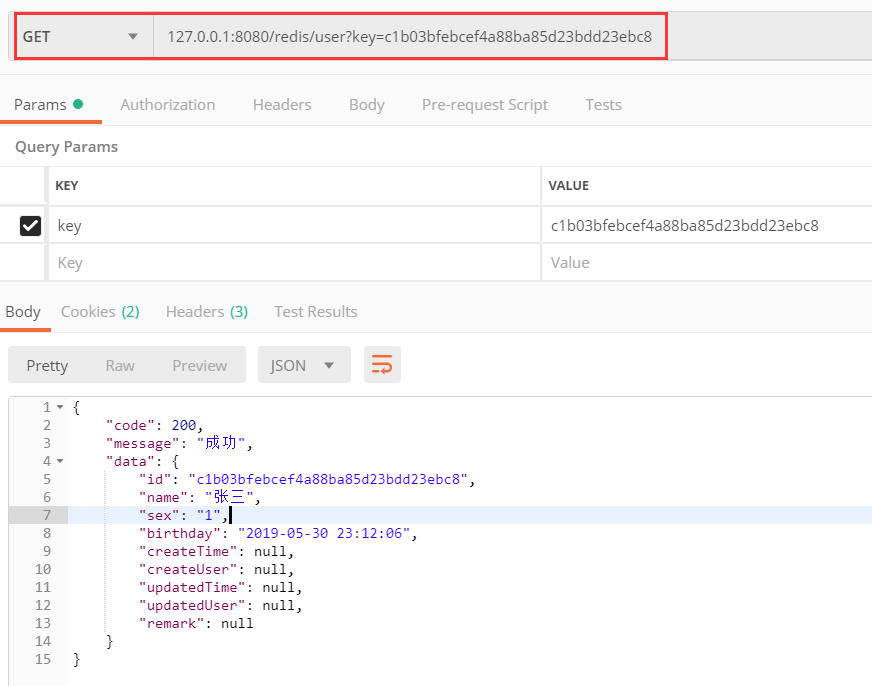 GET 127.0.0.1:8080/redis/user?key=c1b03bfebcef4a88ba85d23bdd23ebc8
Params Authorization Headers Body Pre-request Script Tests
Query Params
KEY VALUE
key c1b03bfebcef4a88ba85d23bdd23ebc8
Key Value
Body Cookies (2) Headers (3) Test Results
Pretty Raw Preview JSON
1 {
2 "code": 200,
3 "message": "成功",
4 "data": {
5 "id": "c1b03bfebcef4a88ba85d23bdd23ebc8",
6 "name": "张三",
7 "sex": "1",
8 "birthday": "2019-05-30 23:12:06",
9 "createTime": null,
10 "createUser": null,
11 "updatedTime": null,
12 "updatedUser": null,
13 "remark": null
14 }
15 }